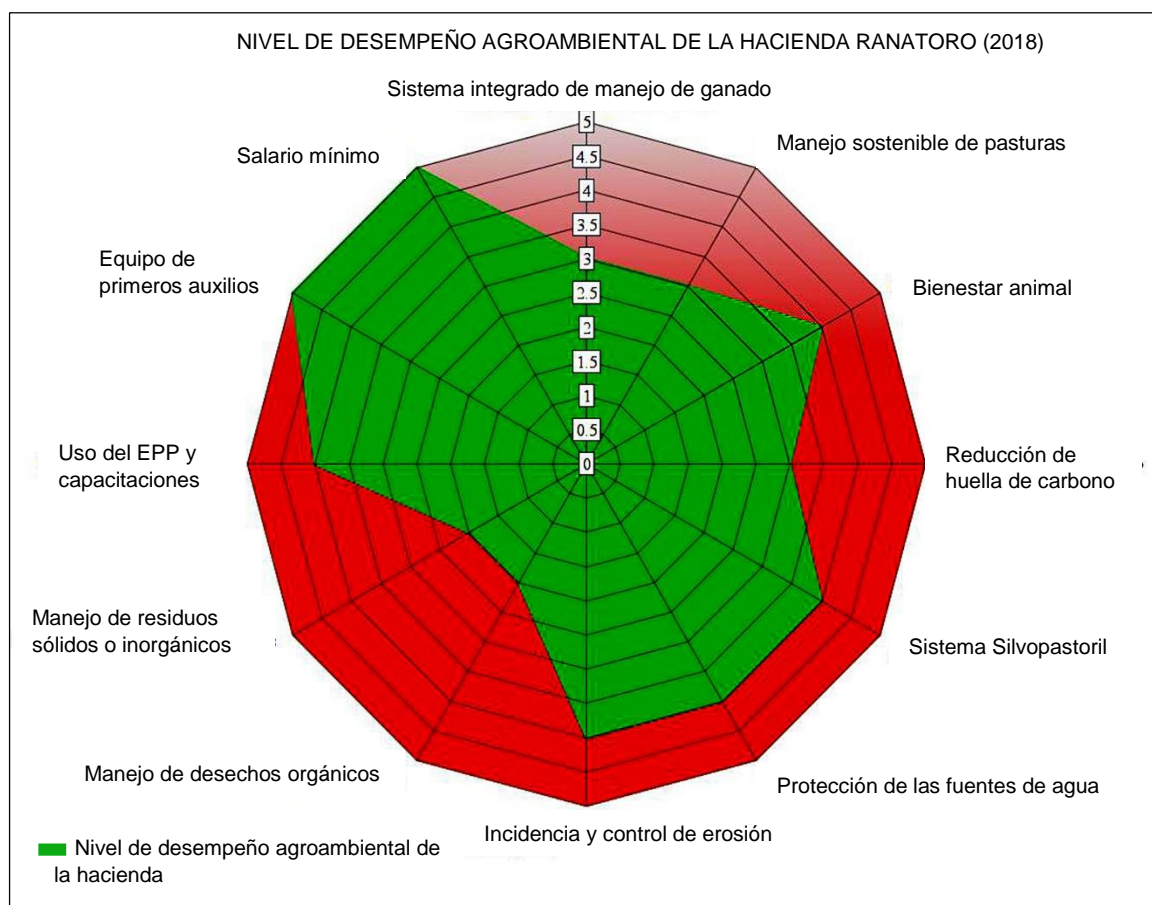 NIVEL DE DESEMPEÑO AGROAMBIENTAL DE LA HACIENDA RANATORO (2018)
Sistema integrado de manejo de ganado
Manejo sostenible de pasturas
Bienestar animal
Reducción de
huella de carbono
Sistema Silvopastoril
Protección de las fuentes de agua
Incidencia y control de erosión
Manejo de desechos orgánicos
Manejo de residuos
sólidos o inorgánicos
Uso del EPP y
capacitaciones
Equipo de
primeros auxilios
Salario mínimo
5
4.5
4
3.5
3
2.5
2
1.5
1
0.5
0
Nivel de desempeño agroambiental de
la hacienda